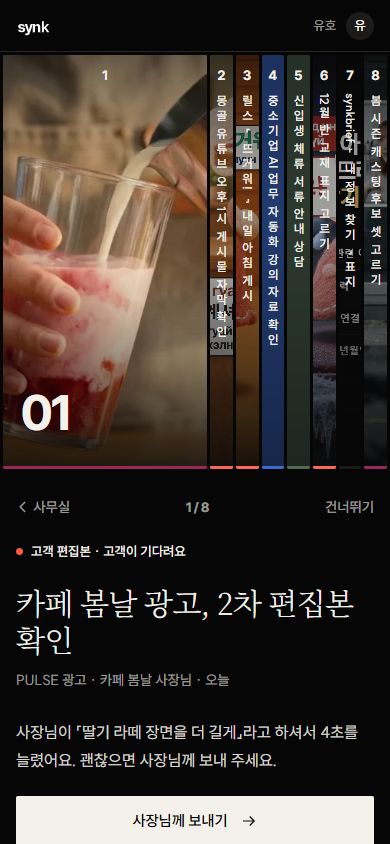 synk
유호 유
1
2
몽골 유튜브 오후 1시 게시물 자막 확인
3
릴스 「뜨거워!」 내일 아침 게시
4
중소기업 AI 업무 자동화 강의 자료 확인
5
신입생 체류 서류 안내 상담
6
12월 반 교재 표지 고르기
7
8
봄 시즌 캐스팅 후보 셋 고르기
연결
01
사무실
1/8
건너뛰기
고객 편집본 · 고객이 기다려요
카페 봄날 광고, 2차 편집본
확인
PULSE 광고 · 카페 봄날 사장님 · 오늘
사장님이 「딸기 라떼 장면을 더 길게」라고 하셔서 4초를
늘렸어요. 괜찮으면 사장님께 보내 주세요.
사장님께 보내기 →